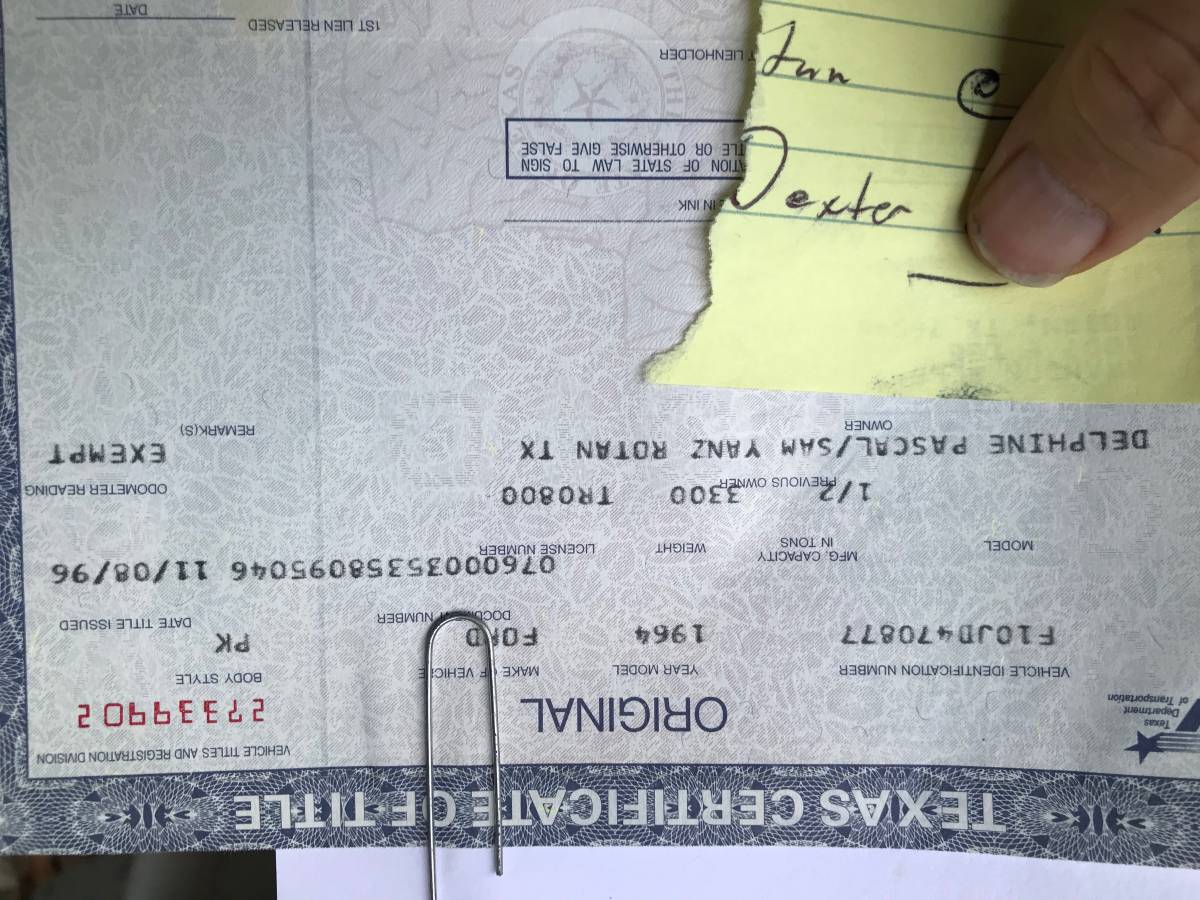 TEXAS CERTIFICATE OF TITLE
Texas
Department
of Transportation
ORIGINAL
VEHICLE TITLES AND REGISTRATION DIVISION
27339902
VEHICLE IDENTIFICATION NUMBER YEAR MODEL MAKE OF VEHICLE BODY STYLE
F10JD470877 1964 FORD PK
DOCUMENT NUMBER DATE TITLE ISSUED
07600035358095046 11/08/96
MODEL MFG. CAPACITY IN TONS WEIGHT LICENSE NUMBER
1/2 3300 TR0800
PREVIOUS OWNER ODOMETER READING
DELPHINE PASCAL/SAM YANZ ROTAN TX EXEMPT
OWNER REMARK(S)
IN INK
ATION OF STATE LAW TO SIGN
TLE OR OTHERWISE GIVE FALSE
T LIENHOLDER
1ST LIEN RELEASED DATE
Dexter